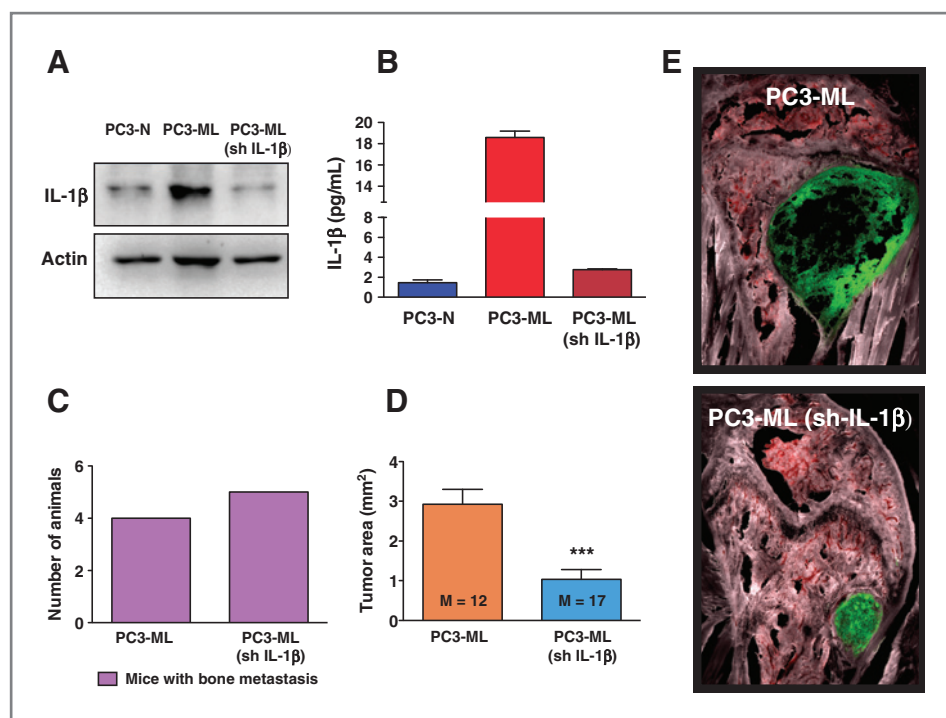 A
PC3-N PC3-ML PC3-ML
(sh IL-1β)
IL-1β
Actin
B
IL-1β (pg/mL)
20
18
16
14
12
8
6
4
2
0
PC3-N PC3-ML PC3-ML
(sh IL-1β)
C
Number of animals
6
4
2
0
PC3-ML PC3-ML
(sh IL-1β)
Mice with bone metastasis
D
Tumor area (mm²)
4
3
2
1
0
***
M = 12 M = 17
PC3-ML PC3-ML
(sh IL-1β)
E
PC3-ML
PC3-ML (sh-IL-1β)